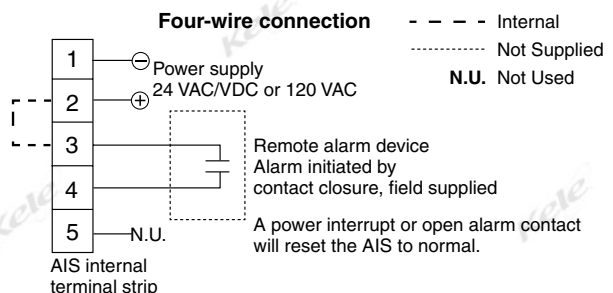 Four-wire connection
Internal
Not Supplied
N.U. Not Used
1
2
3
4
5
Power supply
24 VAC/VDC or 120 VAC
Remote alarm device
Alarm initiated by
contact closure, field supplied
A power interrupt or open alarm contact
will reset the AIS to normal.
N.U.
AIS internal
terminal strip
Kele
Kele
Kele